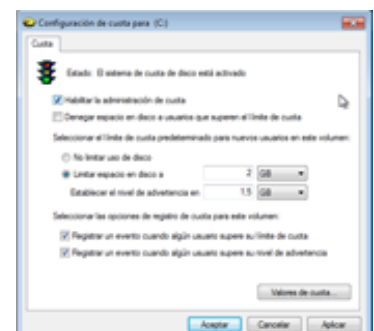 Configuración de cuota para (C:)
Cuota
Estado: El sistema de cuota de disco está activado
Habilitar la administración de cuota
Denegar espacio en disco a usuarios que superen el límite de cuota
Seleccionar el límite de cuota predeterminado para nuevos usuarios en este volumen:
No limitar uso de disco
Limitar espacio en disco a 2 GB
Establecer el nivel de advertencia en 1,5 GB
Seleccionar las opciones de registro de cuota para este volumen:
Registrar un evento cuando algún usuario supere su límite de cuota
Registrar un evento cuando algún usuario supere su nivel de advertencia
Valores de cuota...
Aceptar Cancelar Aplicar